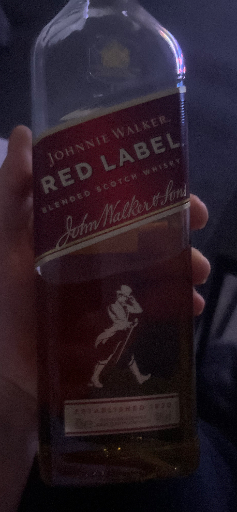 JOHNNIE WALKER.
RED LABEL.
BLENDED SCOTCH WHISKY
John Walker & Sons
ESTABLISHED 1820